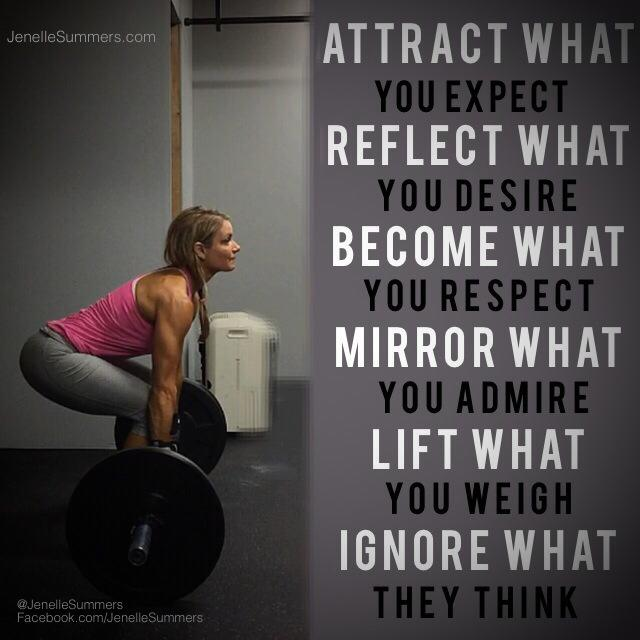 JenelleSummers.com
ATTRACT WHAT
YOU EXPECT
REFLECT WHAT
YOU DESIRE
BECOME WHAT
YOU RESPECT
MIRROR WHAT
YOU ADMIRE
LIFT WHAT
YOU WEIGH
IGNORE WHAT
THEY THINK
@JenelleSummers
Facebook.com/JenelleSummers